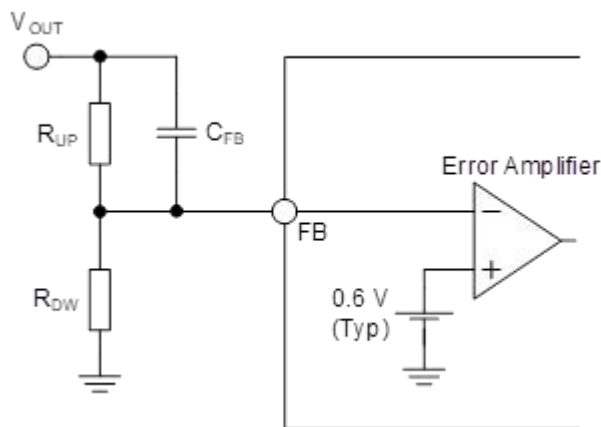 VOUT
RUP
CFB
Error Amplifier
−
FB
+
RDW
0.6 V
(Typ)